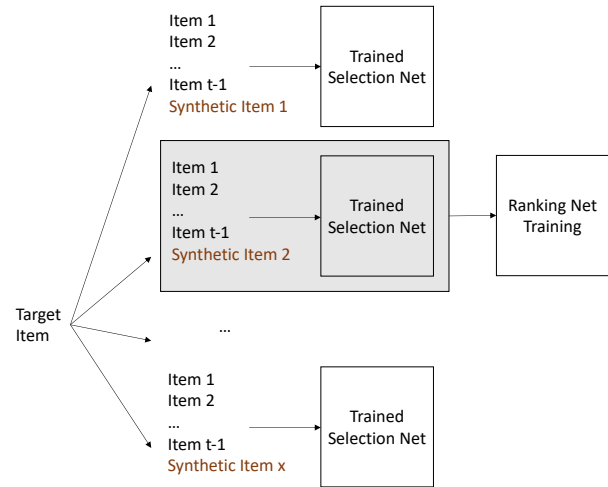 Item 1
Item 2
...
Item t-1
Synthetic Item 1
Trained
Selection Net
Item 1
Item 2
...
Item t-1
Synthetic Item 2
Trained
Selection Net
Ranking Net
Training
Target
Item
...
Item 1
Item 2
...
Item t-1
Synthetic Item x
Trained
Selection Net